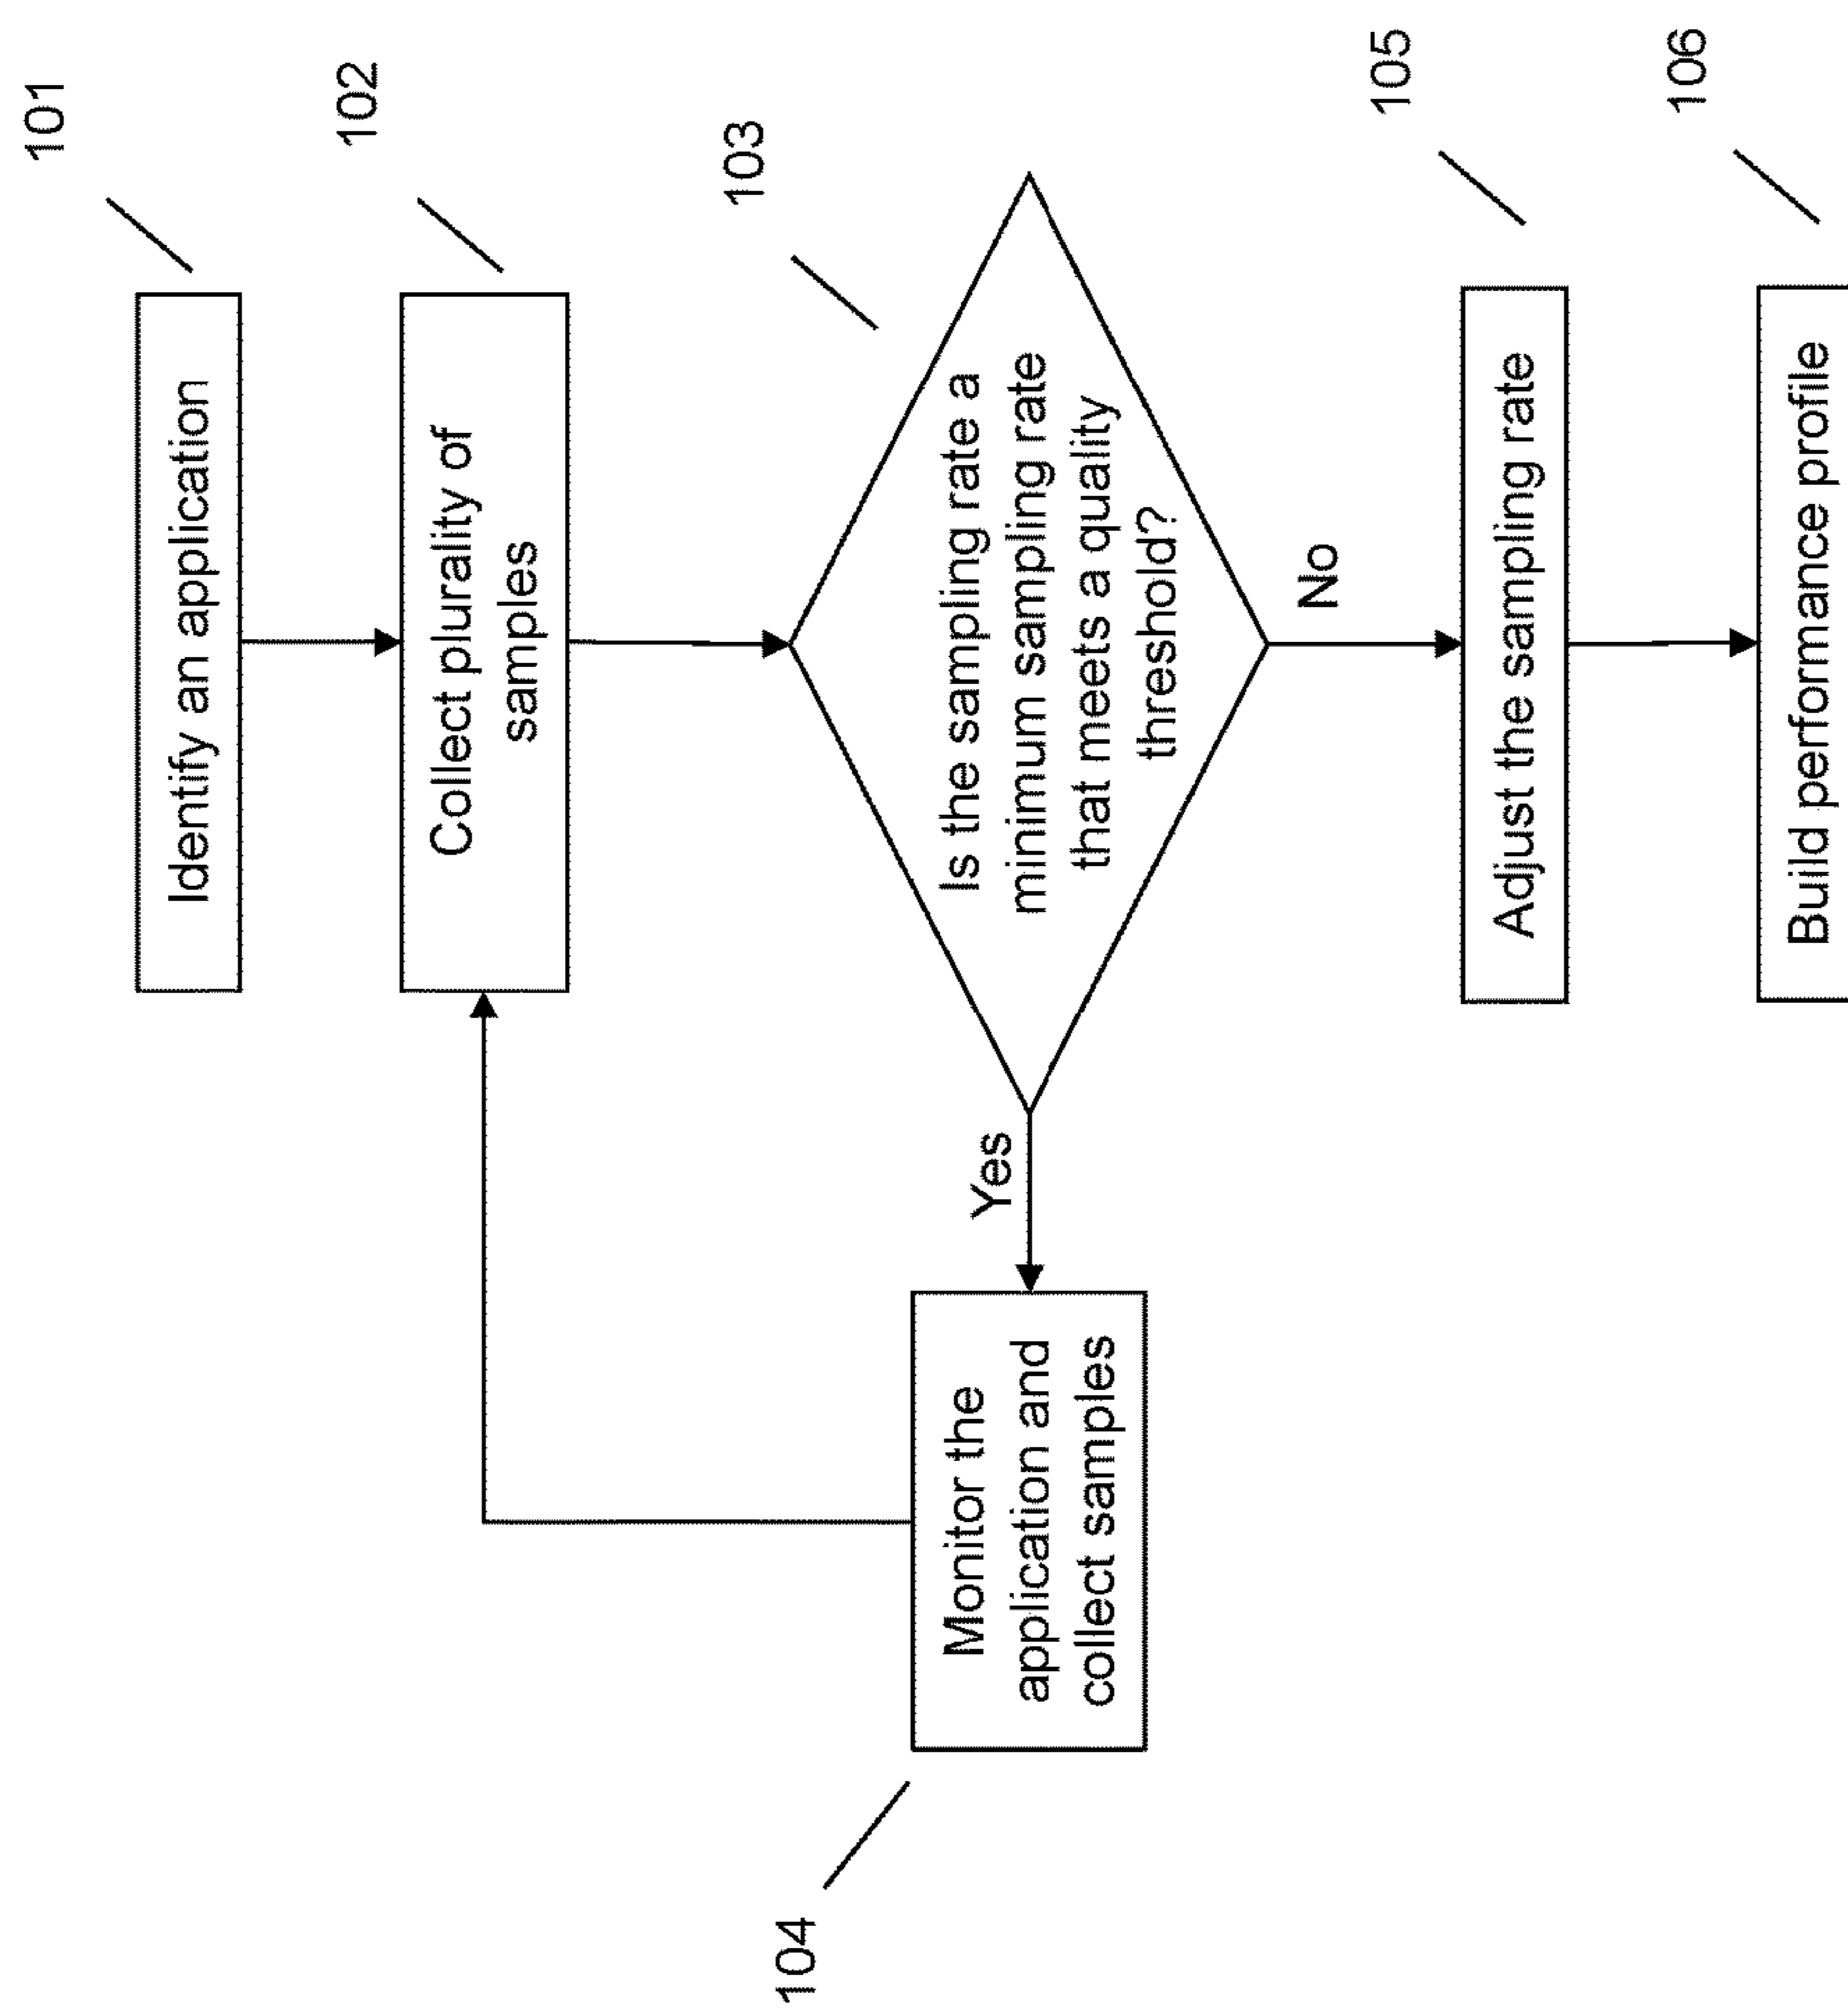 101
Identify an application
102
Collect plurality of
samples
103
Is the sampling rate a
minimum sampling rate
that meets a quality
threshold?
Yes
No
104
Monitor the
application and
collect samples
105
Adjust the sampling rate
106
Build performance profile